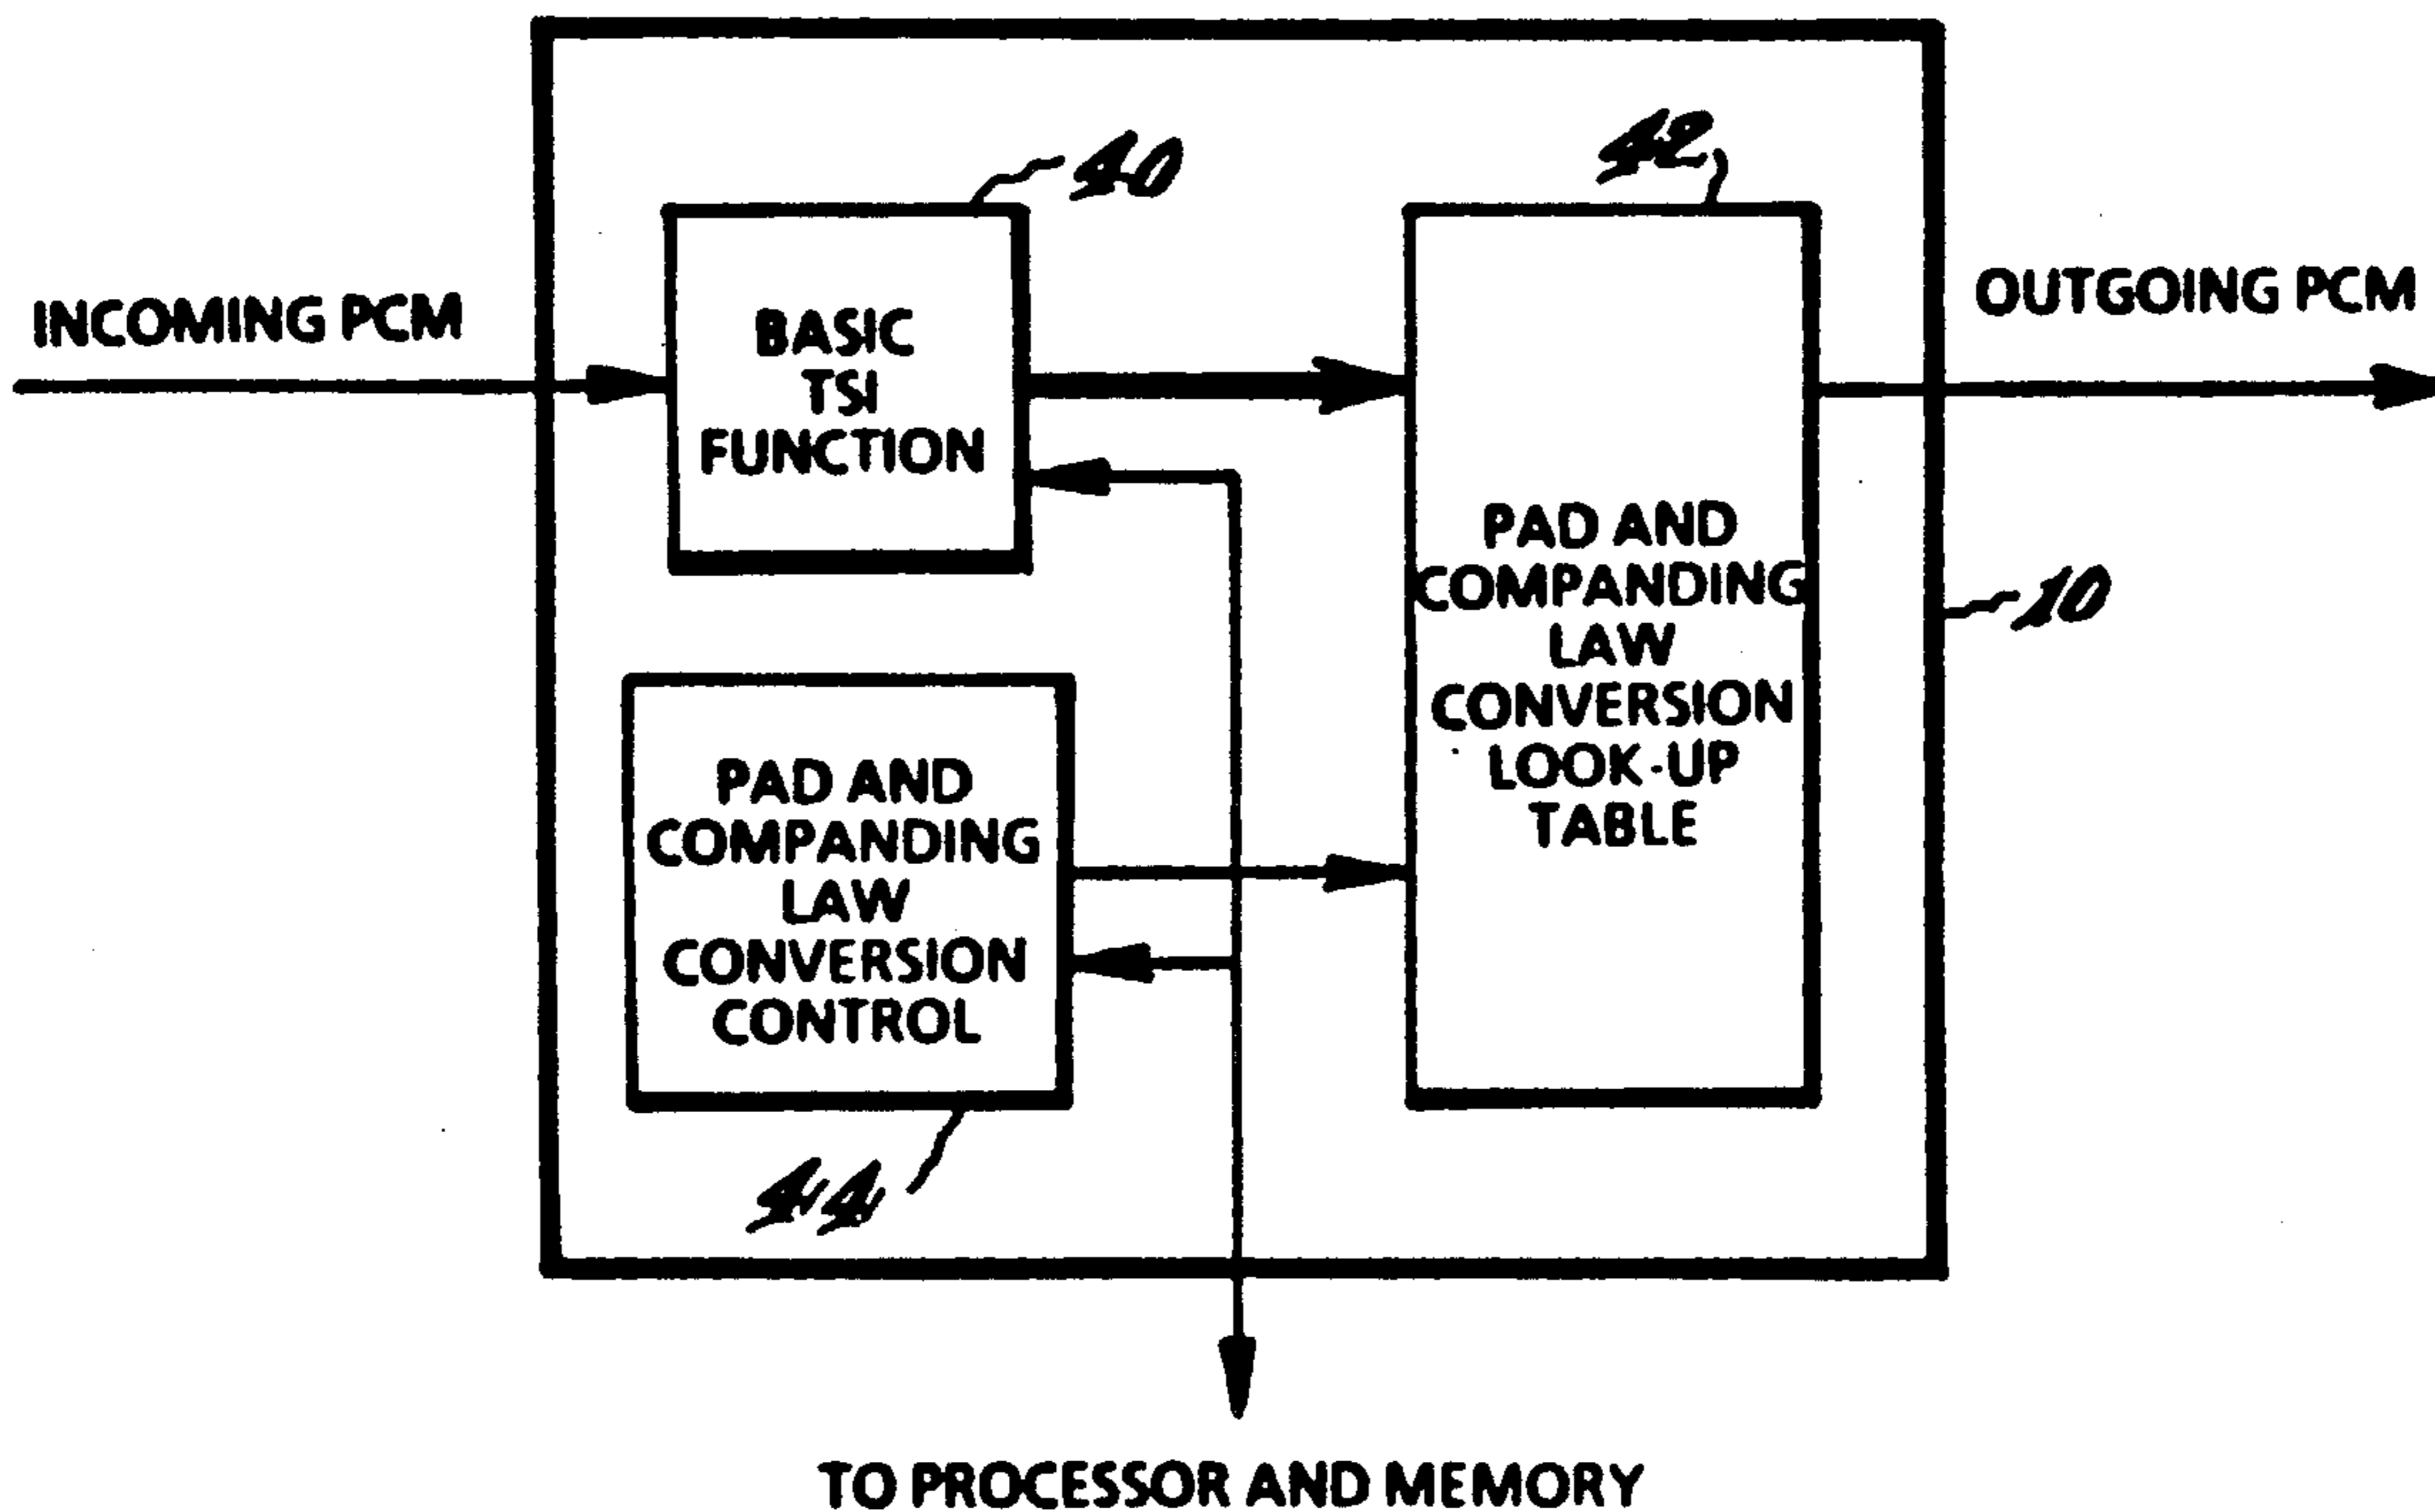 40
42
INCOMING PCM
OUTGOING PCM
BASIC
TSI
FUNCTION
PAD AND
COMPANDING
LAW
CONVERSION
LOOK-UP
TABLE
10
PAD AND
COMPANDING
LAW
CONVERSION
CONTROL
44
TO PROCESSOR AND MEMORY